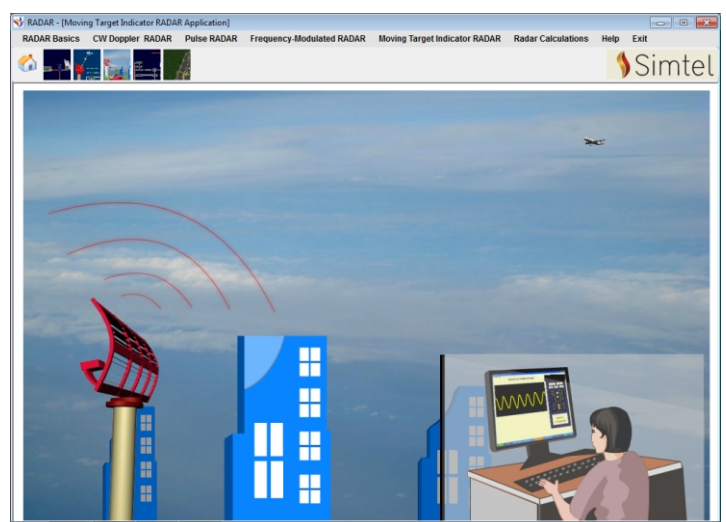 RADAR - [Moving Target Indicator RADAR Application]
RADAR Basics CW Doppler RADAR Pulse RADAR Frequency-Modulated RADAR Moving Target Indicator RADAR Radar Calculations Help Exit
Simtel